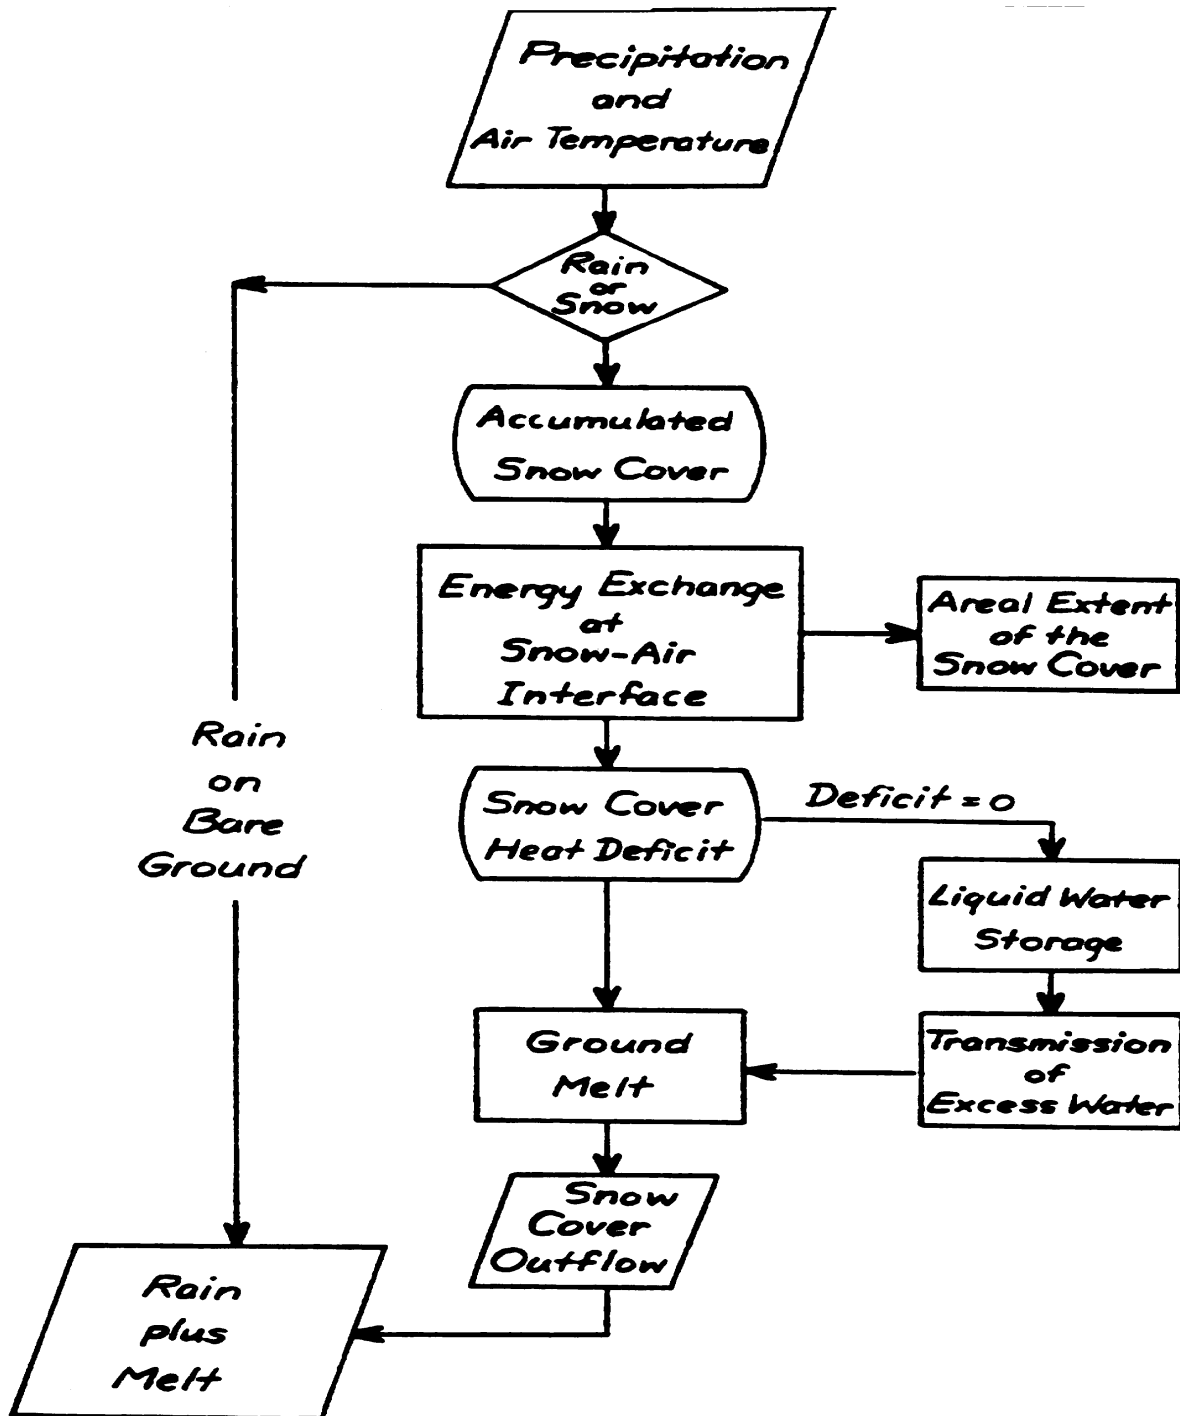 Precipitation
and
Air Temperature
Rain
or
Snow
Accumulated
Snow Cover
Energy Exchange
at
Snow-Air
Interface
Areal Extent
of the
Snow Cover
Rain
on
Bare
Ground
Snow Cover
Heat Deficit
Deficit = 0
Liquid Water
Storage
Ground
Melt
Transmission
of
Excess Water
Snow
Cover
Outflow
Rain
plus
Melt